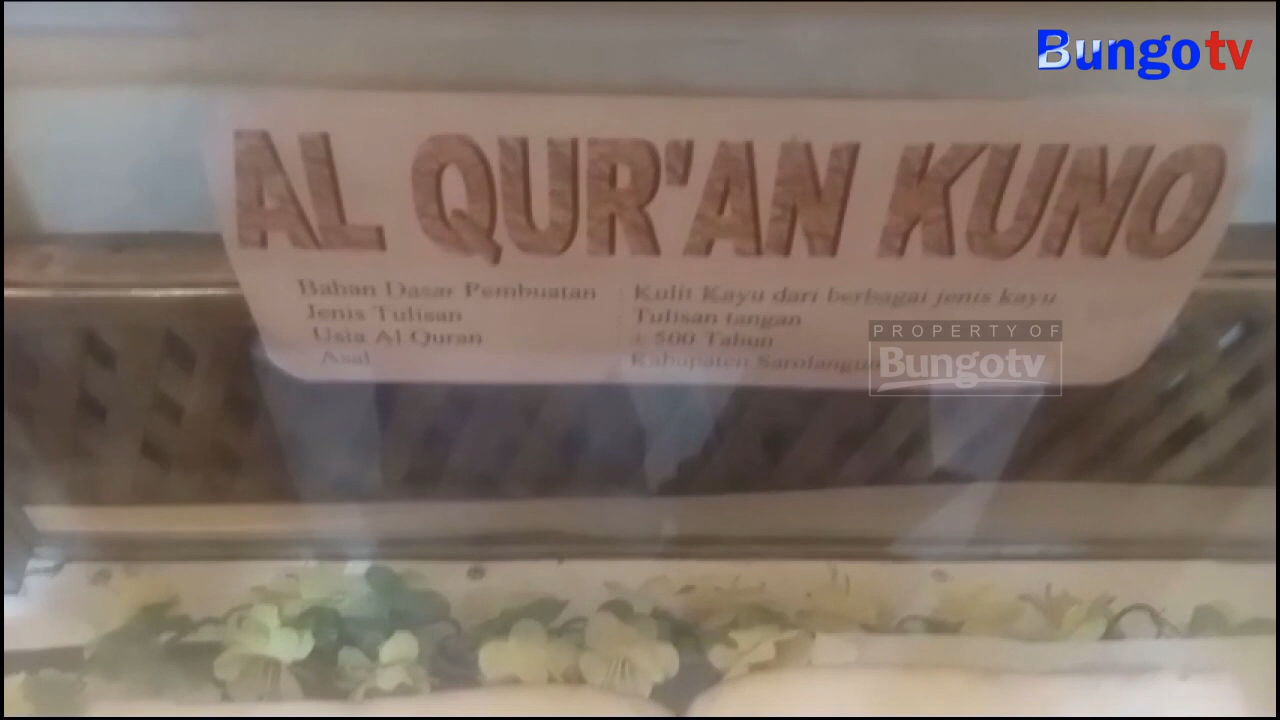 Bungotv
AL QUR'AN KUNO
Bahan Dasar Pembuatan : Kulit Kayu dari berbagai jenis kayu
Jenis Tulisan : Tulisan tangan
Usia Al Quran : ± 500 Tahun
Asal : Kabupaten Sarolangun
PROPERTY OF
Bungotv